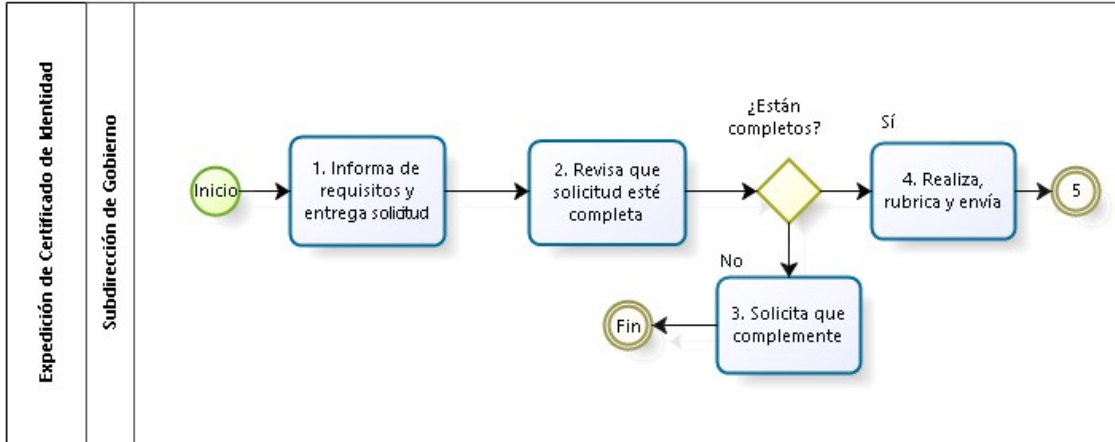 Expedición de Certificado de Identidad
Subdirección de Gobierno
Inicio
1. Informa de
requisitos y
entrega solicitud
2. Revisa que
solicitud esté
completa
¿Están
completos?
Sí
4. Realiza,
rubrica y envía
5
No
3. Solicita que
complemente
Fin